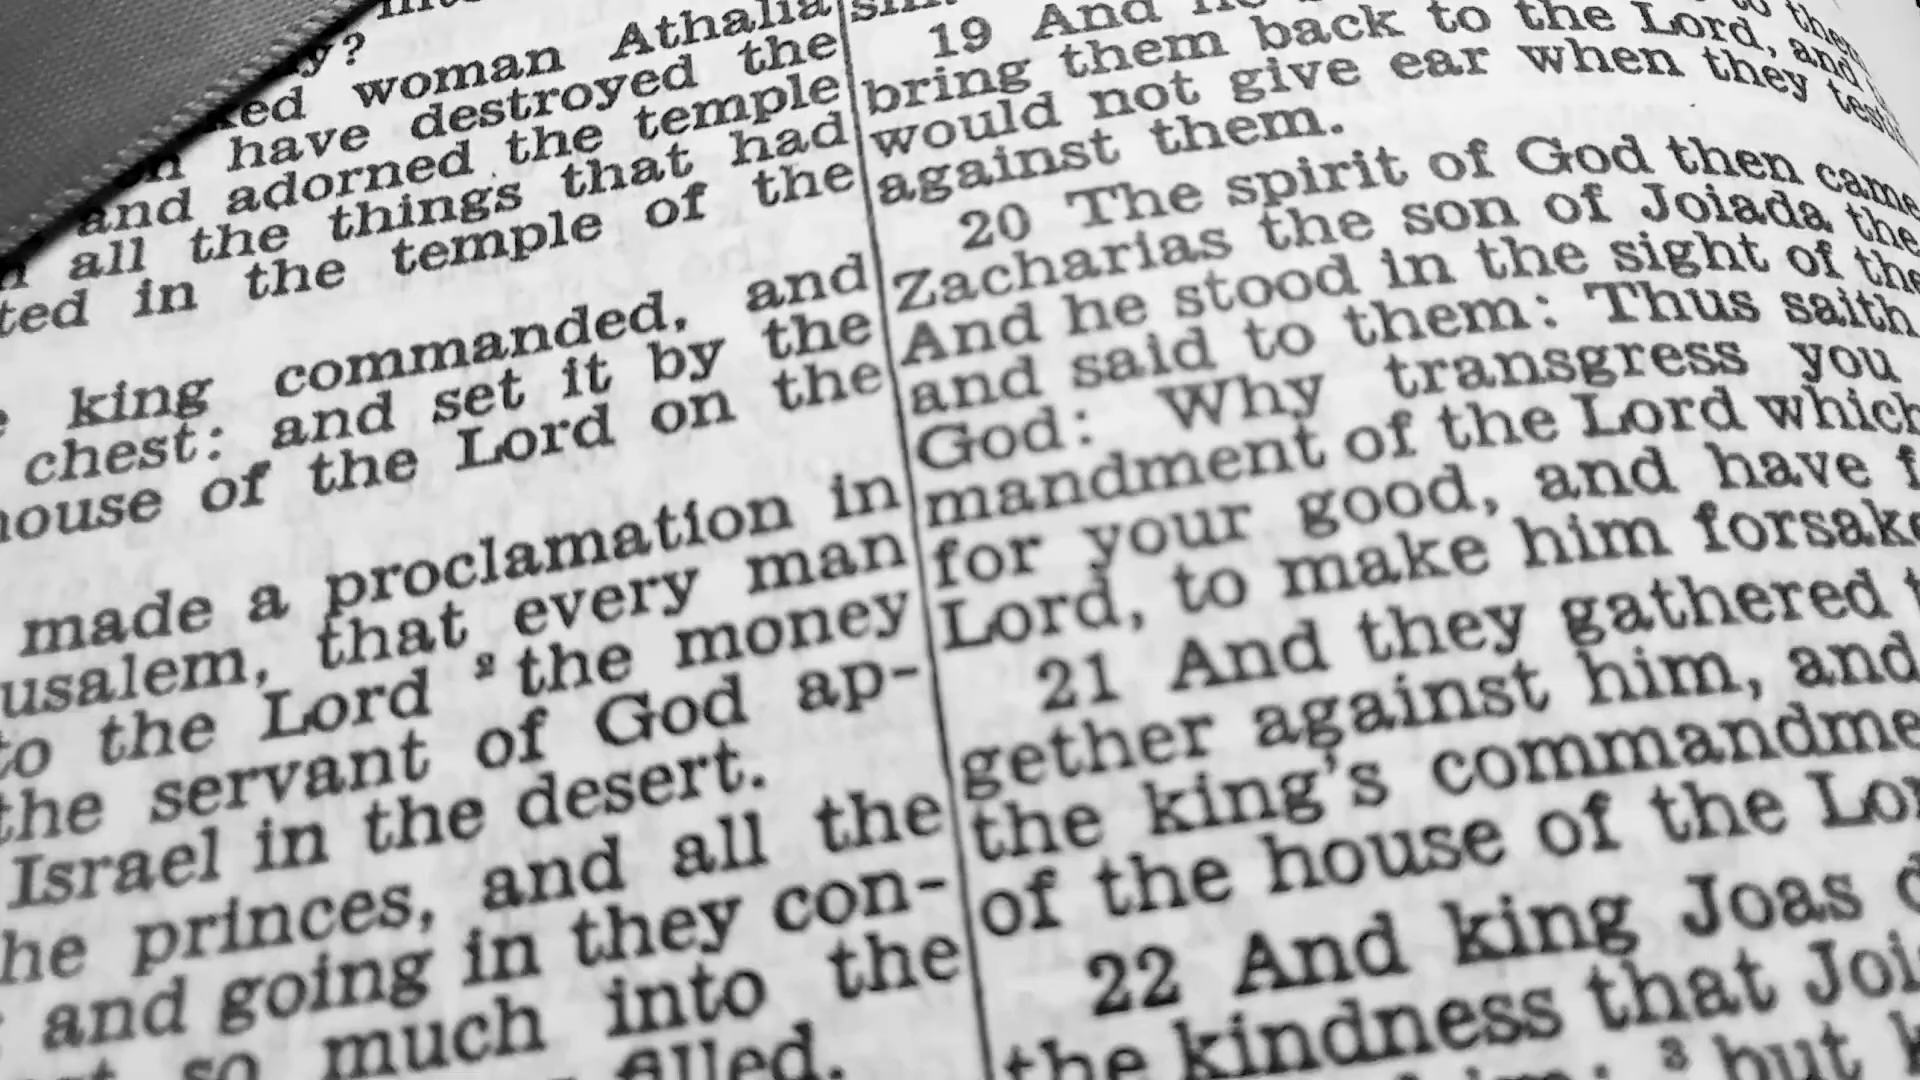 y?
woman Athalia
have destroyed the
and adorned the temple
all the things that had
in the temple of the
king commanded, and
chest: and set it by the
house of the Lord on the
made a proclamation in
usalem, that every man
to the Lord ² the money
the servant of God ap-
Israel in the desert.
he princes, and all the
and going in they con-
so much into the
filled.
19 And he
bring them back to the Lord, and
would not give ear when they
against them.
20 The spirit of God then came
Zacharias the son of Joiada the
And he stood in the sight of the
and said to them: Thus saith
God: Why transgress you
mandment of the Lord which
for your good, and have f
Lord, to make him forsake
21 And they gathered t
gether against him, and
the king's commandme
of the house of the Lor
22 And king Joas d
the kindness that Joi
³ but